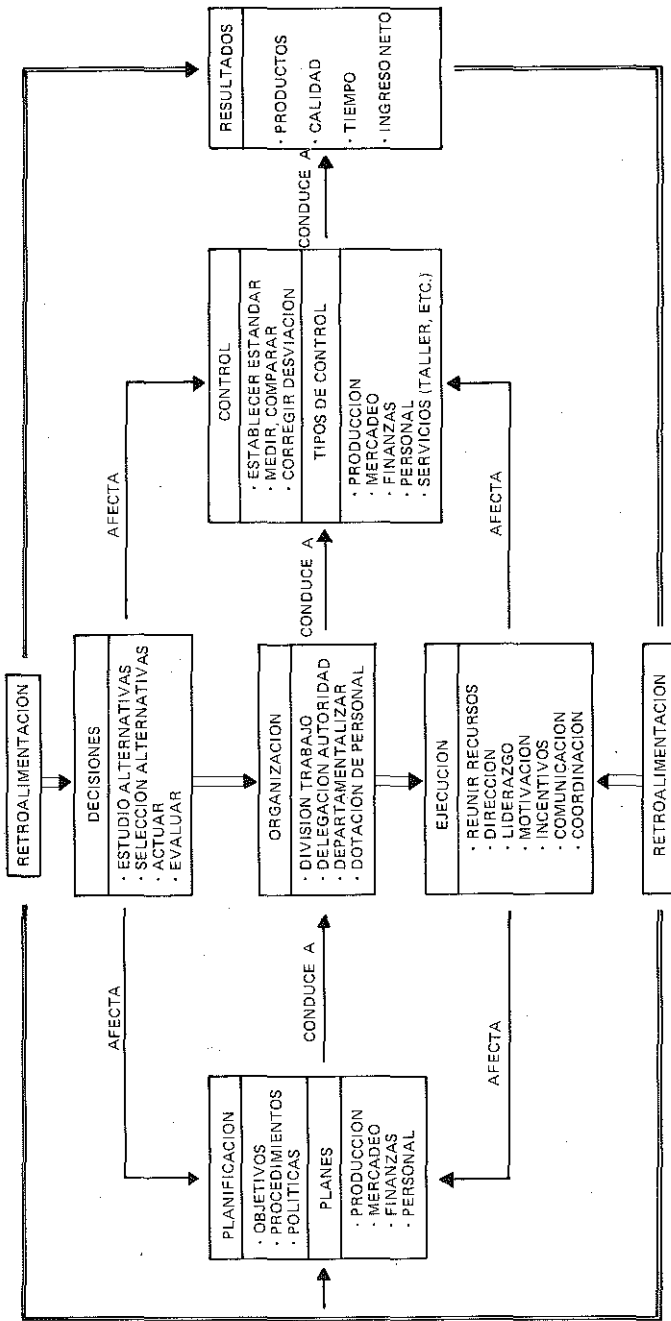 RETROALIMENTACION
DECISIONES
· ESTUDIO ALTERNATIVAS
· SELECCION ALTERNATIVAS
· ACTUAR
· EVALUAR
AFECTA
AFECTA
PLANIFICACION
· OBJETIVOS
· PROCEDIMIENTOS
· POLITICAS
PLANES
· PRODUCCION
· MERCADEO
· FINANZAS
· PERSONAL
CONDUCE A
ORGANIZACION
· DIVISION TRABAJO
· DELEGACION AUTORIDAD
· DEPARTAMENTALIZAR
· DOTACION DE PERSONAL
CONDUCE A
CONTROL
· ESTABLECER ESTANDAR
· MEDIR, COMPARAR
· CORREGIR DESVIACION
TIPOS DE CONTROL
· PRODUCCION
· MERCADEO
· FINANZAS
· PERSONAL
· SERVICIOS (TALLER, ETC.)
CONDUCE A
RESULTADOS
· PRODUCTOS
· CALIDAD
· TIEMPO
· INGRESO NETO
AFECTA
AFECTA
EJECUCION
· REUNIR RECURSOS
· DIRECCION
· LIDERAZGO
· MOTIVACION
· INCENTIVOS
· COMUNICACION
· COORDINACION
RETROALIMENTACION